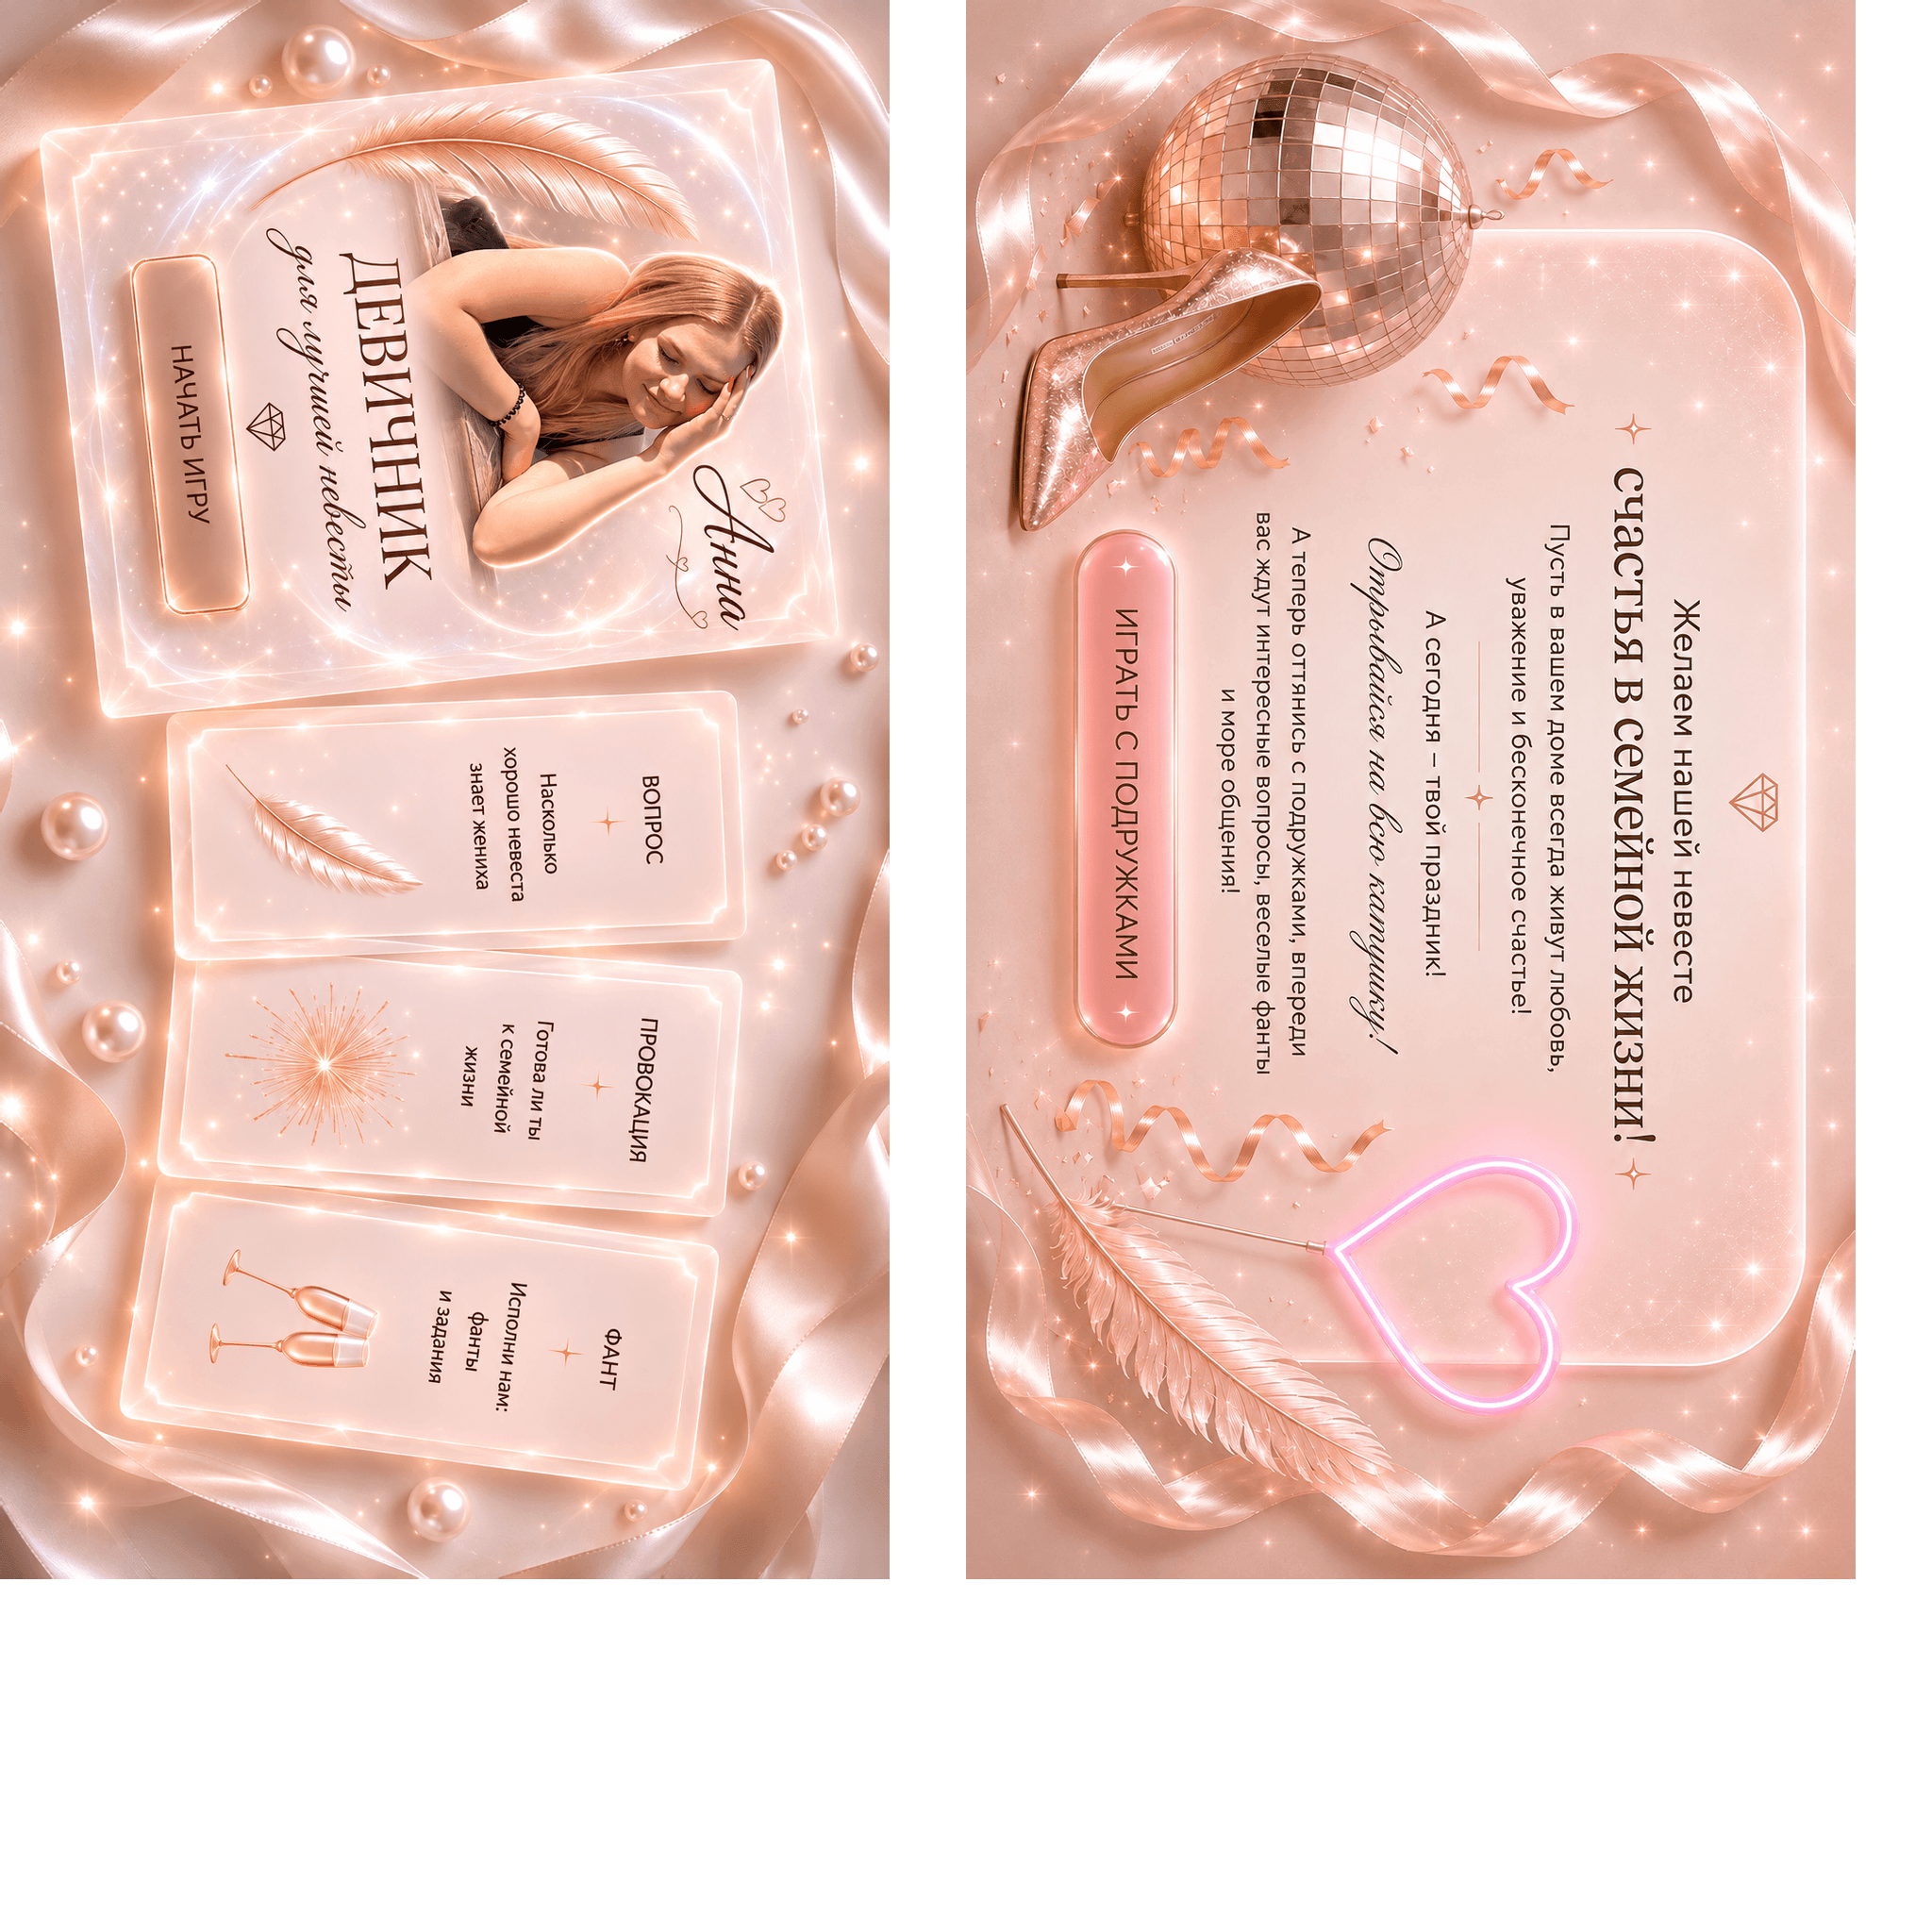 Анна
ДЕВИЧНИК
для лучшей невесты
НАЧАТЬ ИГРУ
ВОПРОС
Насколько
хорошо невеста
знает жениха
ПРОВОКАЦИЯ
Готова ли ты
к семейной
жизни
ФАНТ
Исполни нам:
фанты
и задания
Желаем нашей невесте
счастья в семейной жизни!
Пусть в вашем доме всегда живут любовь,
уважение и бесконечное счастье!
А сегодня – твой праздник!
Отрывайся на всю катушку!
А теперь оттянись с подружками, впереди
вас ждут интересные вопросы, веселые фанты
и море общения!
ИГРАТЬ С ПОДРУЖКАМИ